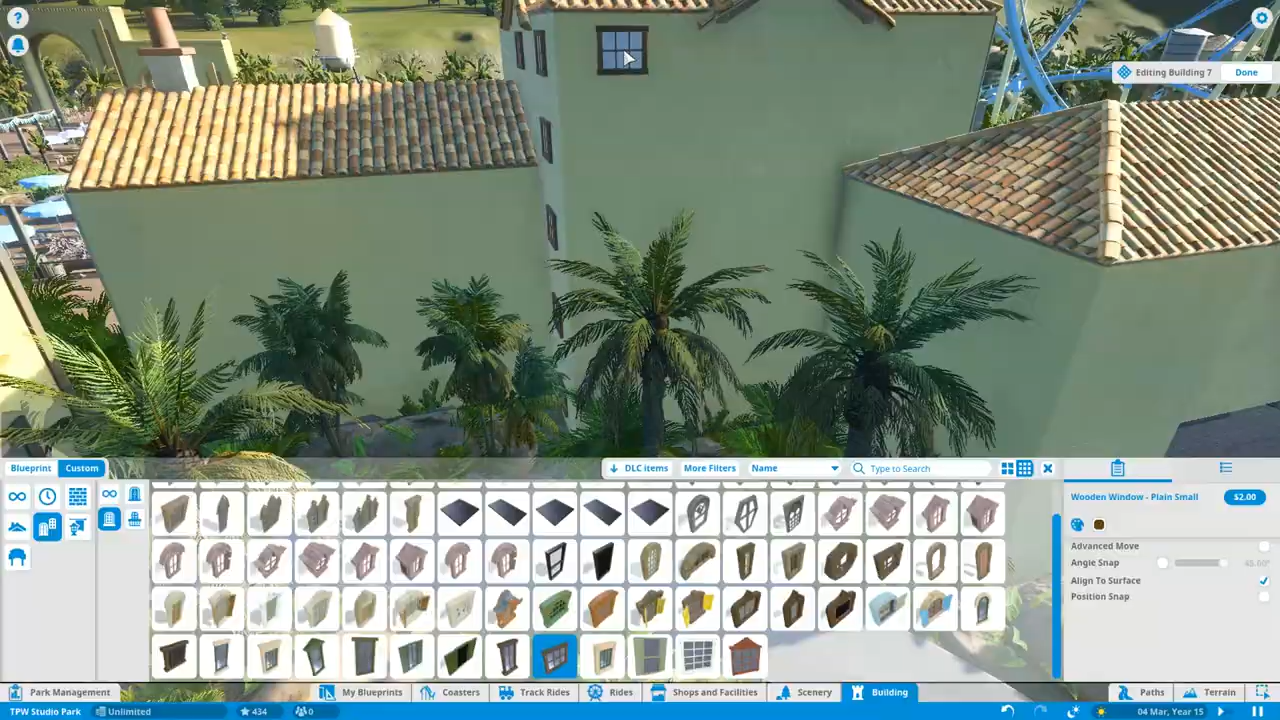 ?
Editing Building 7 Done
Blueprint Custom DLC items More Filters Name Type to Search
Wooden Window - Plain Small $2.00
Advanced Move
Angle Snap 45.00°
Align To Surface
Position Snap
Park Management My Blueprints Coasters Track Rides Rides Shops and Facilities Scenery Building Paths Terrain
TPW Studio Park Unlimited 434 0 04 Mar, Year 15